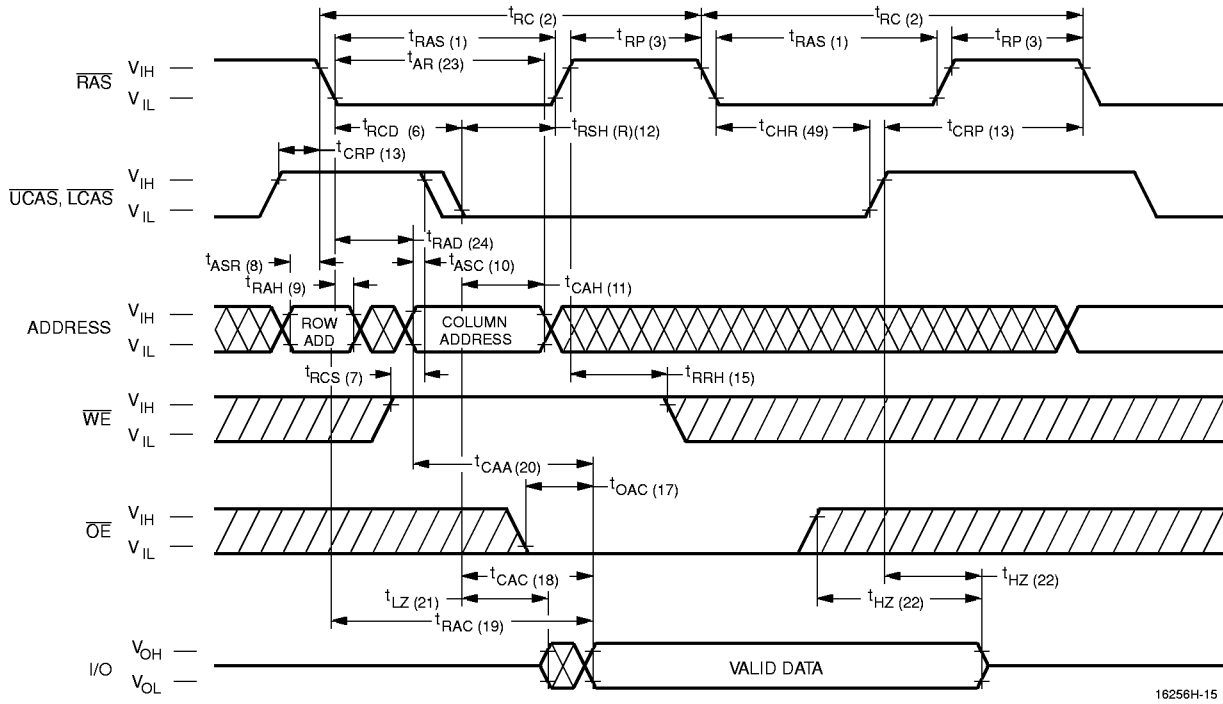 tRC (2) tRC (2)
tRAS (1) tRP (3) tRAS (1) tRP (3)
tAR (23)
RAS VIH VIL
tRCD (6) tRSH (R)(12) tCHR (49) tCRP (13)
tCRP (13)
UCAS, LCAS VIH VIL
tRAD (24)
tASR (8) tASC (10)
tRAH (9) tCAH (11)
ADDRESS VIH VIL
ROW ADD
COLUMN ADDRESS
tRCS (7) tRRH (15)
WE VIH VIL
tCAA (20)
tOAC (17)
OE VIH VIL
tCAC (18) tHZ (22)
tLZ (21) tHZ (22)
tRAC (19)
I/O VOH VOL
VALID DATA
16256H-15